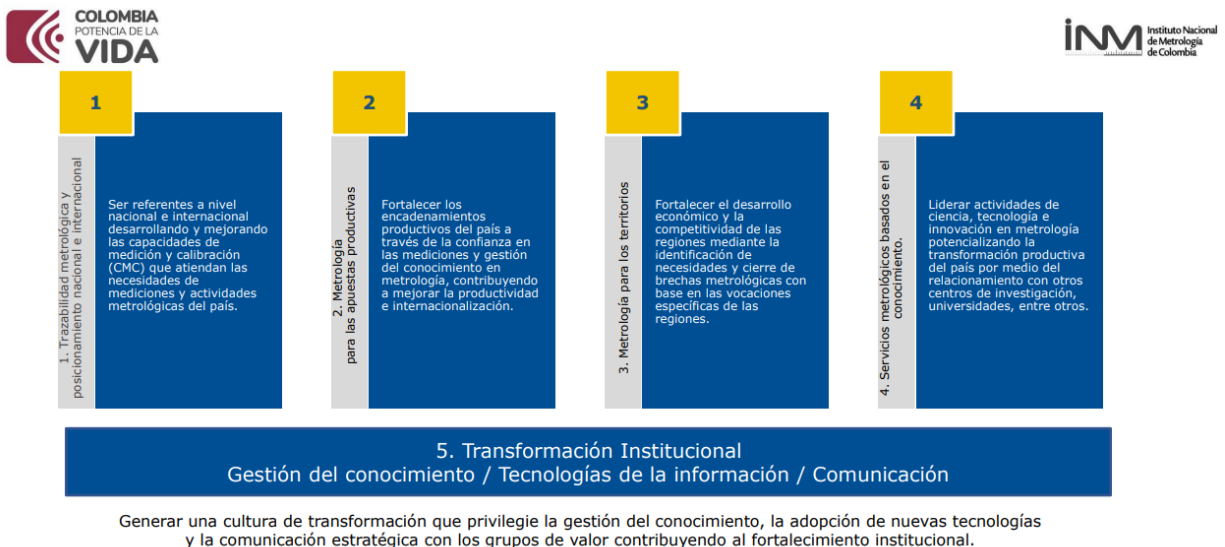 COLOMBIA
POTENCIA DE LA
VIDA
INM
Instituto Nacional
de Metrología
de Colombia
1
1. Trazabilidad metrológica y
posicionamiento nacional e internacional
Ser referentes a nivel
nacional e internacional
desarrollando y mejorando
las capacidades de
medición y calibración
(CMC) que atiendan las
necesidades de
mediciones y actividades
metrológicas del país.
2
2. Metrología
para las apuestas productivas
Fortalecer los
encadenamientos
productivos del país a
través de la confianza en
las mediciones y gestión
del conocimiento en
metrología, contribuyendo
a mejorar la productividad
e internacionalización.
3
3. Metrología para los territorios
Fortalecer el desarrollo
económico y la
competitividad de las
regiones mediante la
identificación de
necesidades y cierre de
brechas metrológicas con
base en las vocaciones
específicas de las
regiones.
4
4. Servicios metrológicos basados en el
conocimiento.
Liderar actividades de
ciencia, tecnología e
innovación en metrología
potencializando la
transformación productiva
del país por medio del
relacionamiento con otros
centros de investigación,
universidades, entre otros.
5. Transformación Institucional
Gestión del conocimiento / Tecnologías de la información / Comunicación
Generar una cultura de transformación que privilegie la gestión del conocimiento, la adopción de nuevas tecnologías
y la comunicación estratégica con los grupos de valor contribuyendo al fortalecimiento institucional.